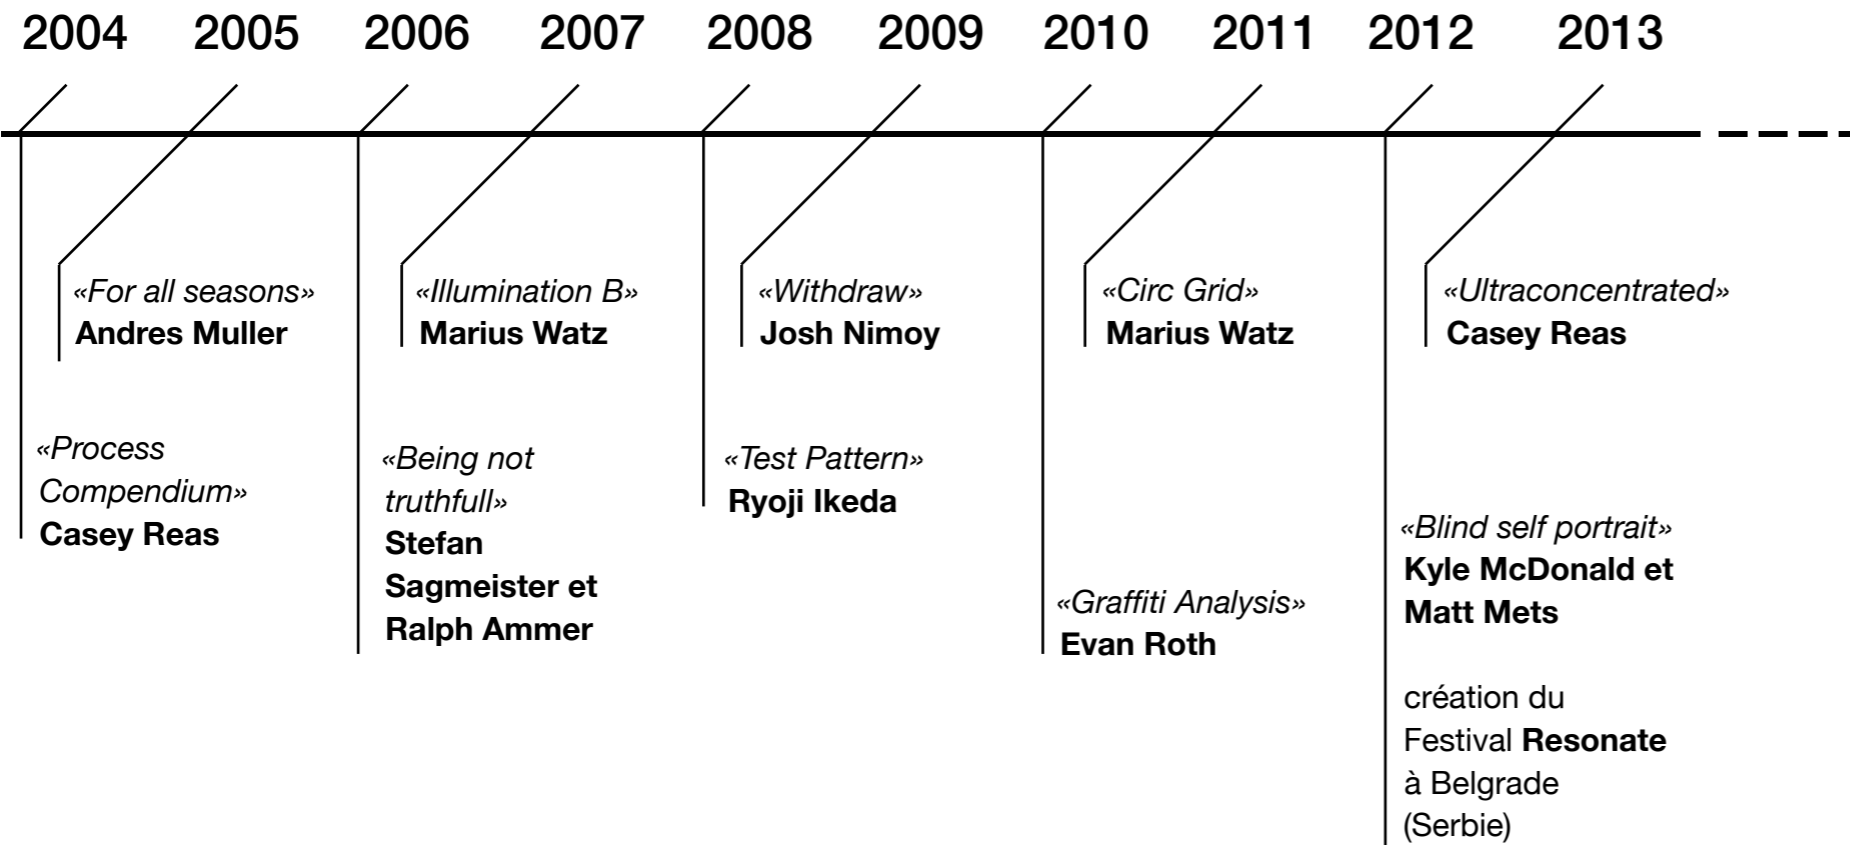 2004 2005 2006 2007 2008 2009 2010 2011 2012 2013
«For all seasons»
Andres Muller
«Illumination B»
Marius Watz
«Withdraw»
Josh Nimoy
«Circ Grid»
Marius Watz
«Ultraconcentrated»
Casey Reas
«Process
Compendium»
Casey Reas
«Being not
truthfull»
Stefan
Sagmeister et
Ralph Ammer
«Test Pattern»
Ryoji Ikeda
«Graffiti Analysis»
Evan Roth
«Blind self portrait»
Kyle McDonald et
Matt Mets
création du
Festival Resonate
à Belgrade
(Serbie)